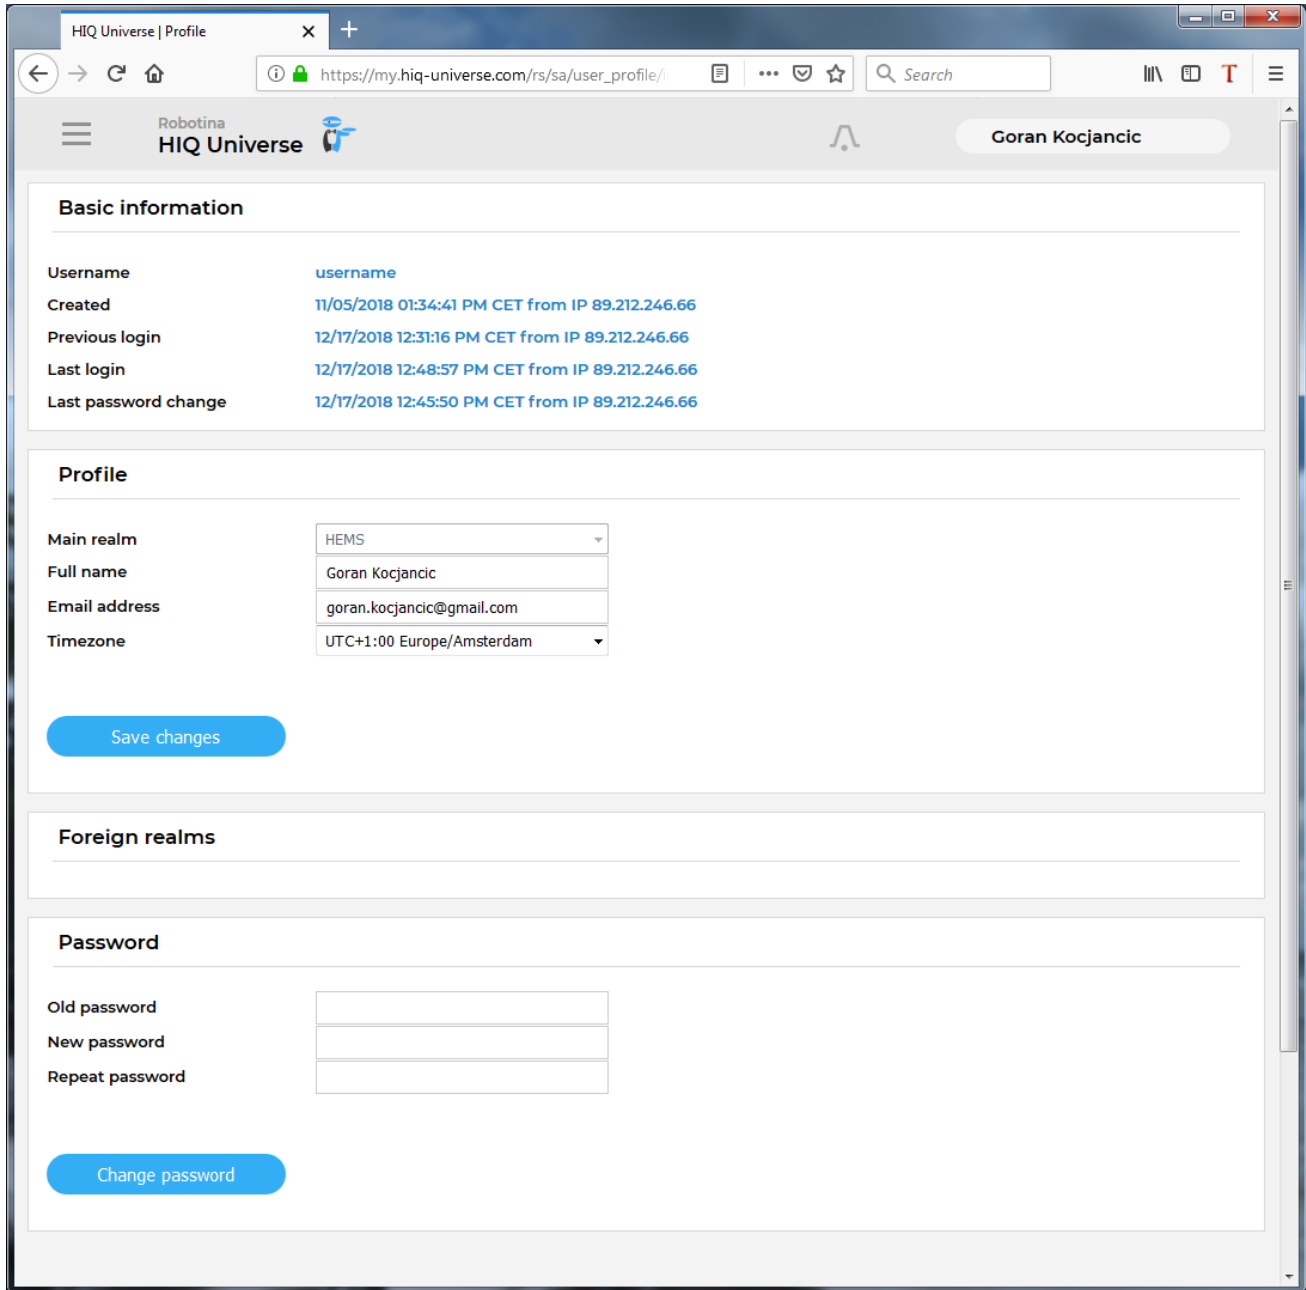 HIQ Universe | Profile
https://my.hiq-universe.com/rs/sa/user_profile/i
Search
T
Robotina
HIQ Universe
Goran Kocjancic
Basic information
Username username
Created 11/05/2018 01:34:41 PM CET from IP 89.212.246.66
Previous login 12/17/2018 12:31:16 PM CET from IP 89.212.246.66
Last login 12/17/2018 12:48:57 PM CET from IP 89.212.246.66
Last password change 12/17/2018 12:45:50 PM CET from IP 89.212.246.66
Profile
Main realm HEMS
Full name Goran Kocjancic
Email address goran.kocjancic@gmail.com
Timezone UTC+1:00 Europe/Amsterdam
Save changes
Foreign realms
Password
Old password
New password
Repeat password
Change password